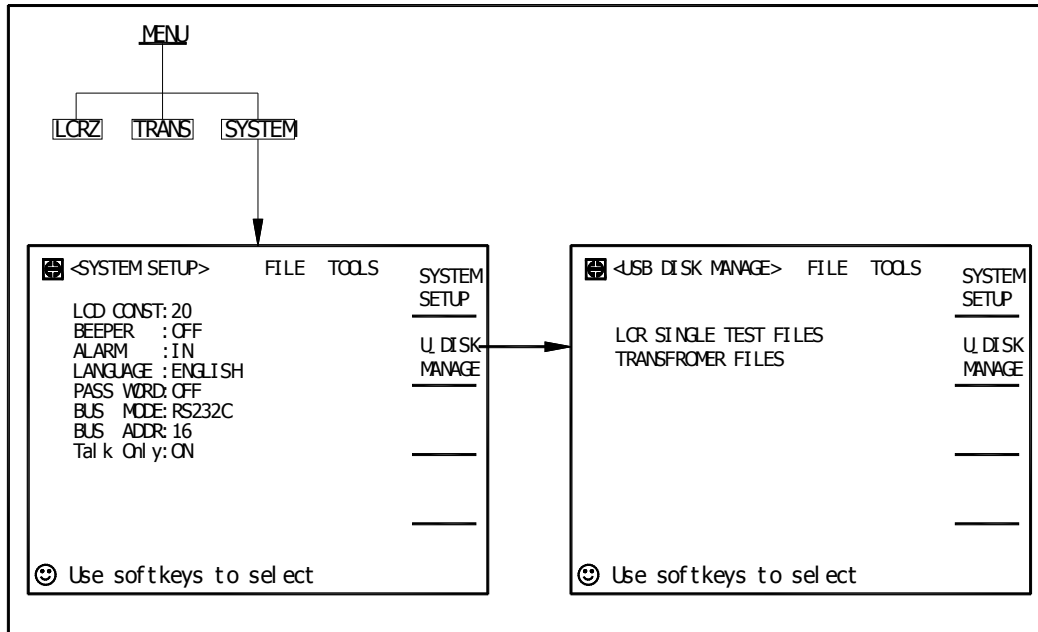 MENU
LCRZ TRANS SYSTEM
<SYSTEM SETUP> FILE TOOLS
SYSTEM
SETUP
LCD CONST:20
BEEPER :OFF
ALARM :IN
LANGUAGE :ENGLISH
PASS WORD:OFF
BUS MODE:RS232C
BUS ADDR:16
Talk Only:ON
U_DISK
MANAGE
Use softkeys to select
<USB DISK MANAGE> FILE TOOLS
SYSTEM
SETUP
LCR SINGLE TEST FILES
TRANSFROMER FILES
U_DISK
MANAGE
Use softkeys to select